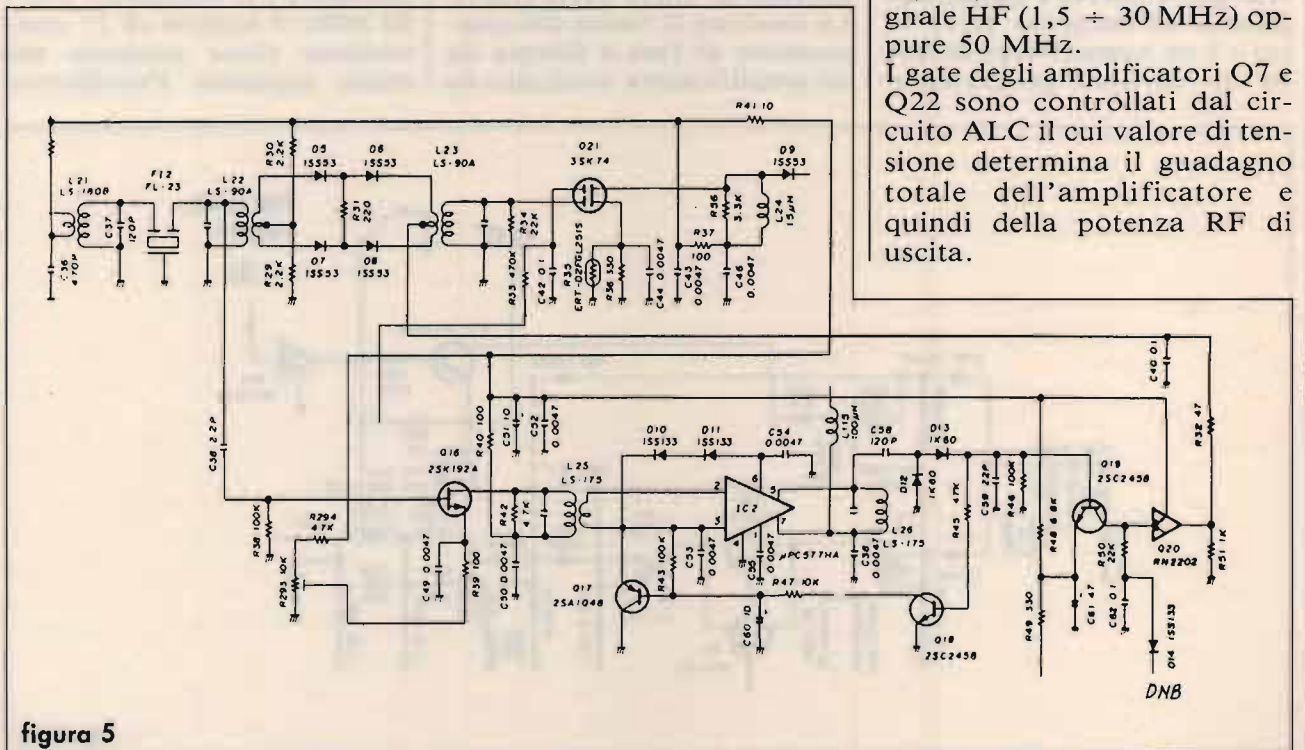 gnale HF (1,5 ÷ 30 MHz) op-
pure 50 MHz.
I gate degli amplificatori Q7 e
Q22 sono controllati dal cir-
cuito ALC il cui valore di ten-
sione determina il guadagno
totale dell'amplificatore e
quindi della potenza RF di
uscita.
R41 10
L21
LS-180B
C36
470P
C37
120P
FI2
FL-23
L22
LS-90A
R30
2.2K
R29
2.2K
D5
1SS53
D6
1SS53
R31
220
D7
1SS53
D8
1SS53
L23
LS-90A
R34
22K
R33 470K
C42 0.1
Q21
3SK74
R35
ERT-D2FGL251S
R36 330
C44 0.0047
C43
0.0047
R37
100
R56
3.3K
L24
15μH
D9
1SS53
C46
0.0047
C38 2.2P
R38 100K
R294
47K
R293 10K
Q16
2SK192A
C49 0.0047
R39 100
R40 100
C51 10
C52
0.0047
R42
4.7K
C50 0.0047
L25
LS-175
Q17
2SA1048
D10
1SS133
D11
1SS133
C54
0.0047
R43 100K
C53
0.0047
2
3
6
5
7
4
1
IC2
μPC577HA
C55
0.0047
C60 10
R47 10K
L115
100μH
C58
120P
D12
1K60
D13
1K60
L26
LS-175
C38
0.0047
R45 47K
C59 22P
R46 100K
Q18
2SC2458
R48 6.8K
R49 330
Q19
2SC2458
C61 47
R50
22K
C62 0.1
D14 1SS133
DNB
Q20
RN2202
R51 1K
R32 47
C40 0.1
figura 5